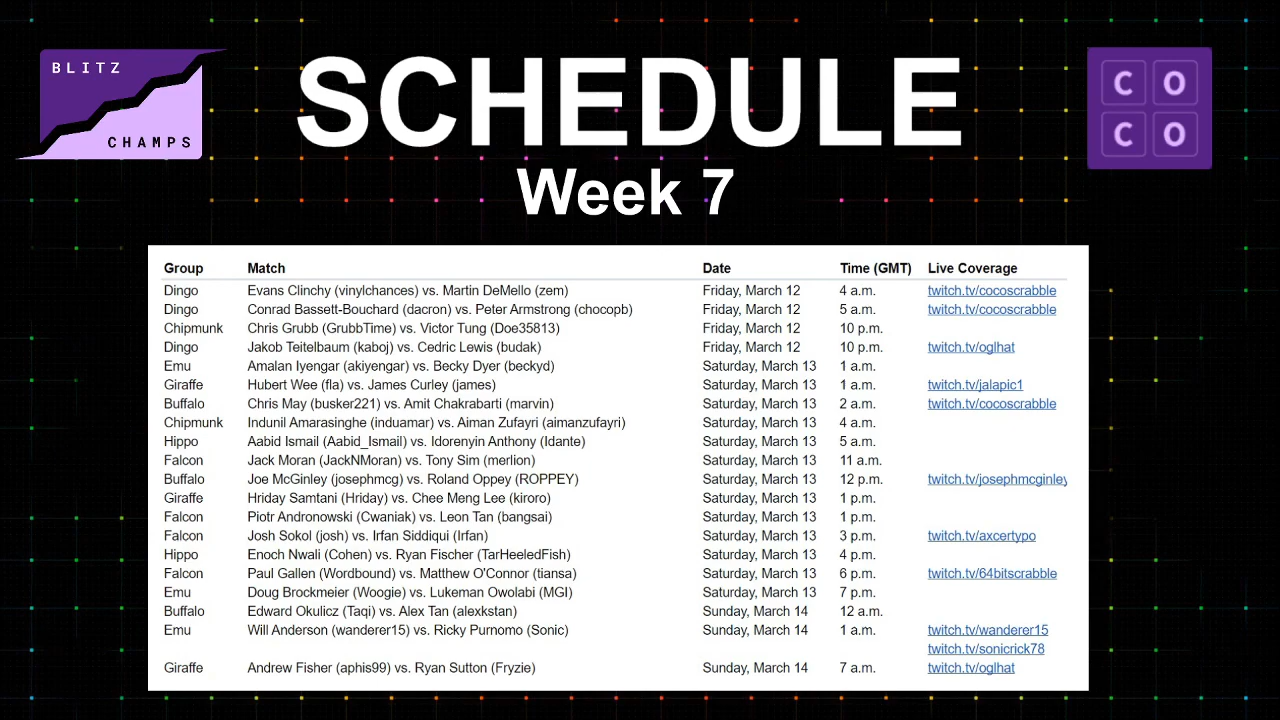 BLITZ
CHAMPS
SCHEDULE
Week 7
C O
C O
Group Match Date Time (GMT) Live Coverage
Dingo Evans Clinchy (vinylchances) vs. Martin DeMello (zem) Friday, March 12 4 a.m. twitch.tv/cocoscrabble
Dingo Conrad Bassett-Bouchard (dacron) vs. Peter Armstrong (chocopb) Friday, March 12 5 a.m. twitch.tv/cocoscrabble
Chipmunk Chris Grubb (GrubbTime) vs. Victor Tung (Doe35813) Friday, March 12 10 p.m.
Dingo Jakob Teitelbaum (kaboj) vs. Cedric Lewis (budak) Friday, March 12 10 p.m. twitch.tv/oglhat
Emu Amalan Iyengar (akiyengar) vs. Becky Dyer (beckyd) Saturday, March 13 1 a.m.
Giraffe Hubert Wee (fla) vs. James Curley (james) Saturday, March 13 1 a.m. twitch.tv/jalapic1
Buffalo Chris May (busker221) vs. Amit Chakrabarti (marvin) Saturday, March 13 2 a.m. twitch.tv/cocoscrabble
Chipmunk Indunil Amarasinghe (induamar) vs. Aiman Zufayri (aimanzufayri) Saturday, March 13 4 a.m.
Hippo Aabid Ismail (Aabid_Ismail) vs. Idorenyin Anthony (Idante) Saturday, March 13 5 a.m.
Falcon Jack Moran (JackNMoran) vs. Tony Sim (merlion) Saturday, March 13 11 a.m.
Buffalo Joe McGinley (josephmcg) vs. Roland Oppey (ROPPEY) Saturday, March 13 12 p.m. twitch.tv/josephmcginley
Giraffe Hriday Samtani (Hriday) vs. Chee Meng Lee (kiroro) Saturday, March 13 1 p.m.
Falcon Piotr Andronowski (Cwaniak) vs. Leon Tan (bangsai) Saturday, March 13 1 p.m.
Falcon Josh Sokol (josh) vs. Irfan Siddiqui (Irfan) Saturday, March 13 3 p.m. twitch.tv/axcertypo
Hippo Enoch Nwali (Cohen) vs. Ryan Fischer (TarHeeledFish) Saturday, March 13 4 p.m.
Falcon Paul Gallen (Wordbound) vs. Matthew O'Connor (tiansa) Saturday, March 13 6 p.m. twitch.tv/64bitscrabble
Emu Doug Brockmeier (Woogie) vs. Lukeman Owolabi (MGI) Saturday, March 13 7 p.m.
Buffalo Edward Okulicz (Taqi) vs. Alex Tan (alexkstan) Sunday, March 14 12 a.m.
Emu Will Anderson (wanderer15) vs. Ricky Purnomo (Sonic) Sunday, March 14 1 a.m. twitch.tv/wanderer15
twitch.tv/sonicrick78
Giraffe Andrew Fisher (aphis99) vs. Ryan Sutton (Fryzie) Sunday, March 14 7 a.m. twitch.tv/oglhat